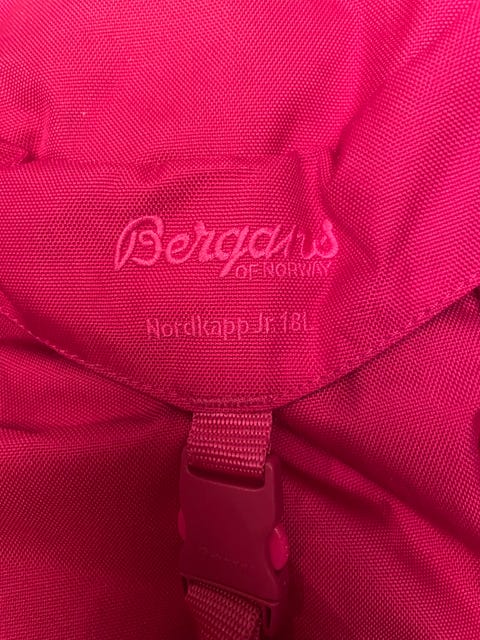 Bergans
OF NORWAY
Nordkapp Jr 18L